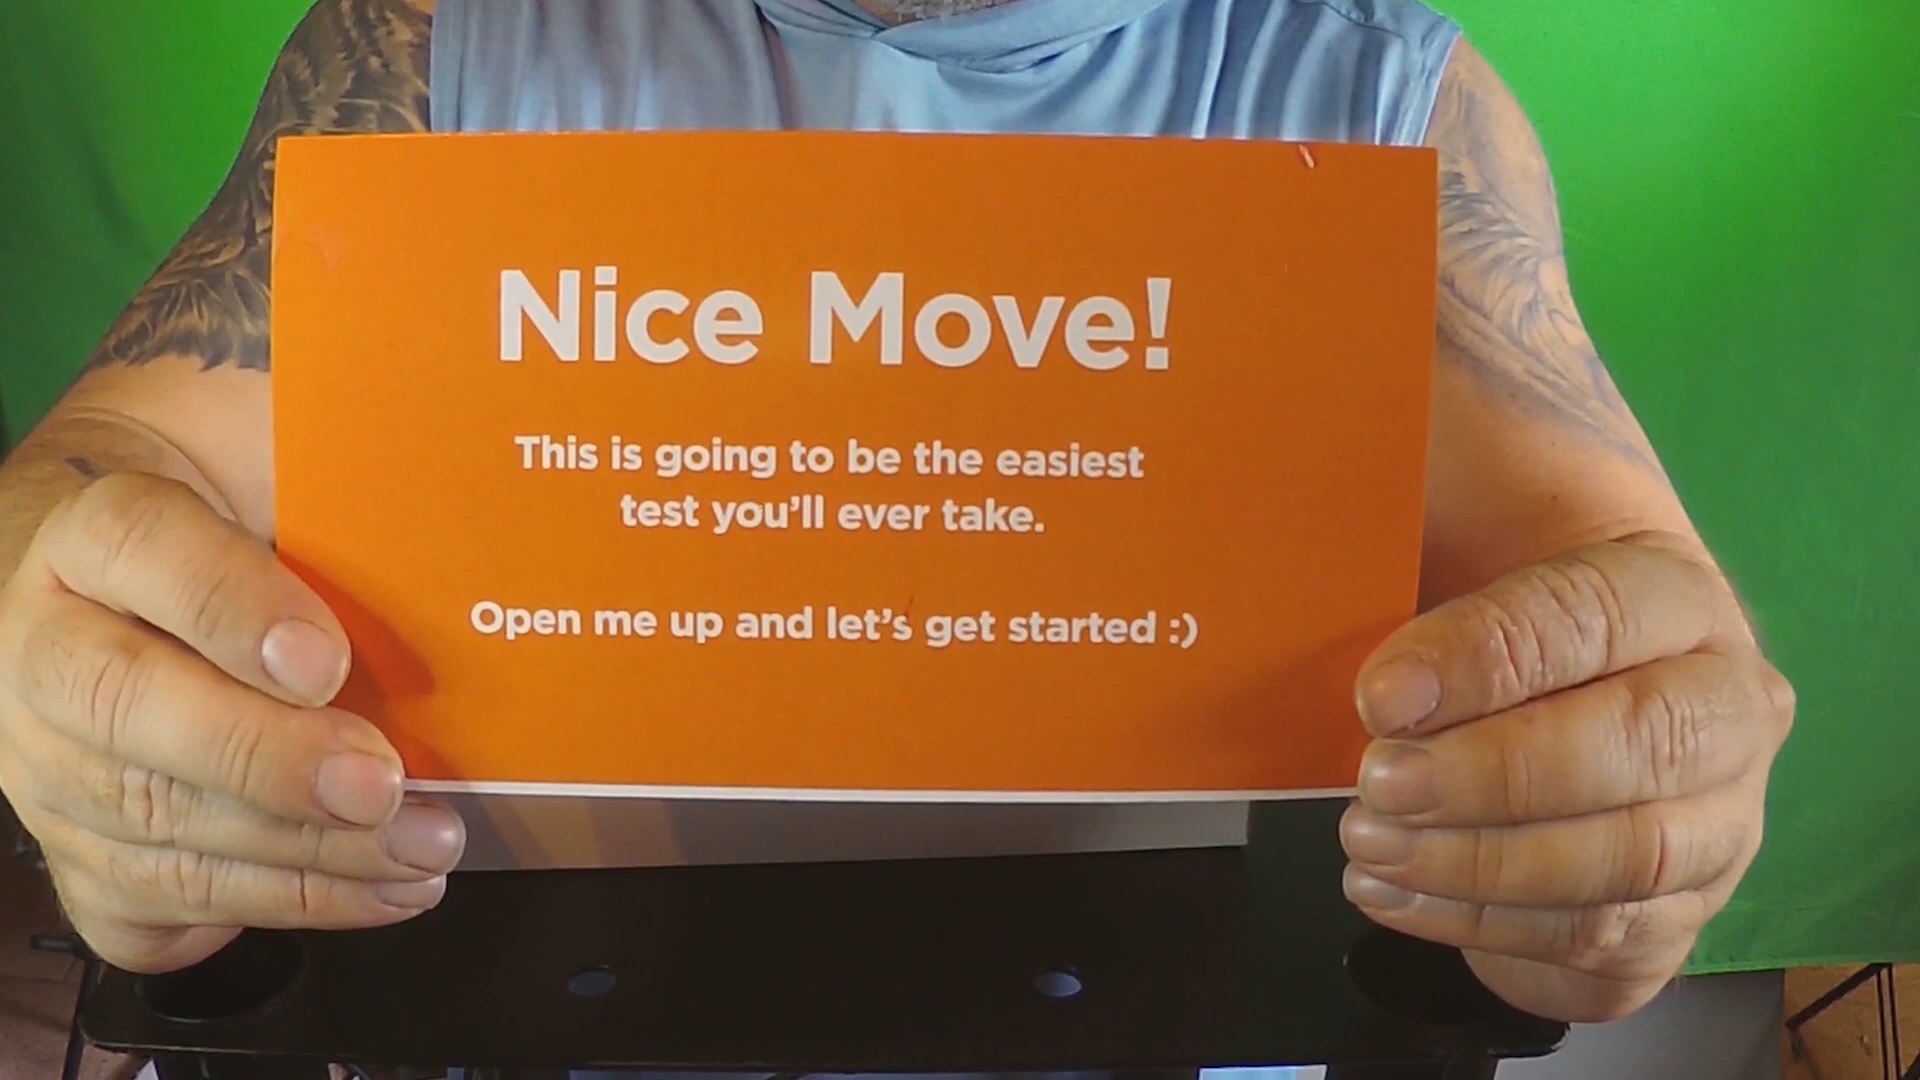 Nice Move!
This is going to be the easiest
test you’ll ever take.
Open me up and let’s get started :)